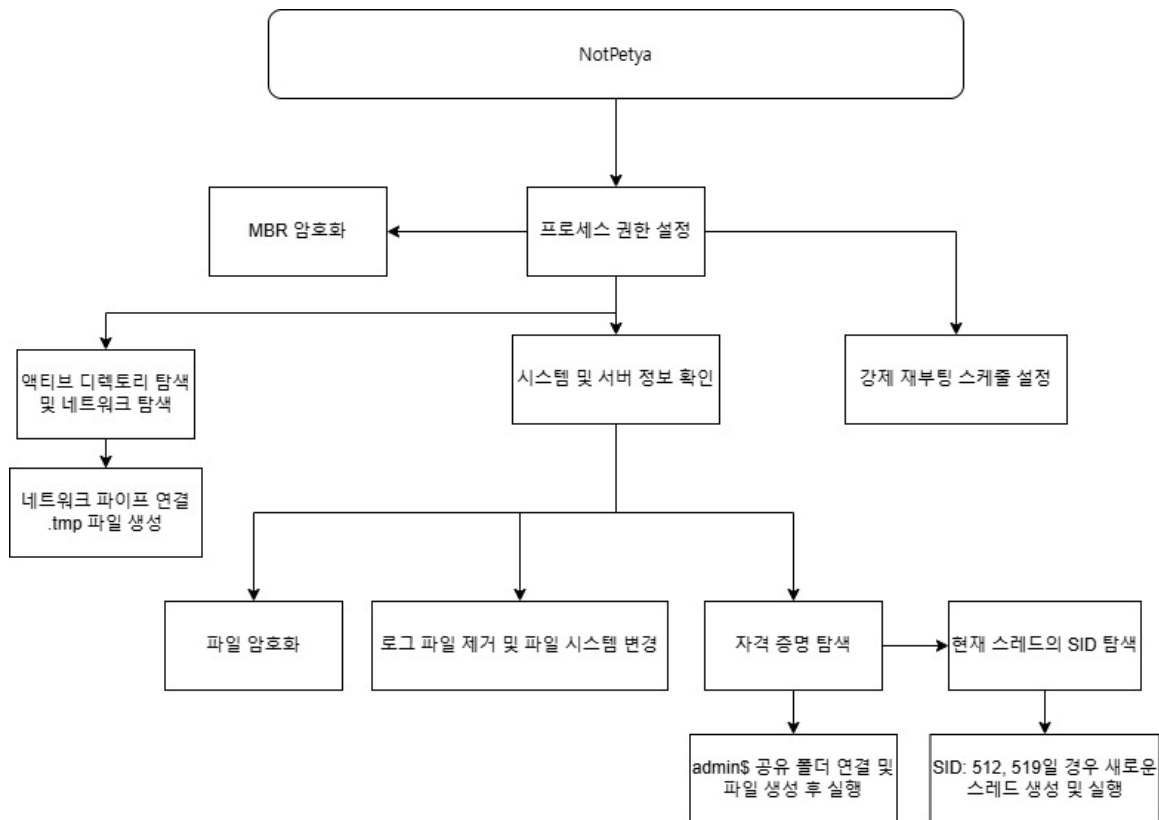 NotPetya
MBR 암호화
프로세스 권한 설정
액티브 디렉토리 탐색
및 네트워크 탐색
시스템 및 서버 정보 확인
강제 재부팅 스케줄 설정
네트워크 파이프 연결
.tmp 파일 생성
파일 암호화
로그 파일 제거 및 파일 시스템 변경
자격 증명 탐색
현재 스레드의 SID 탐색
admin$ 공유 폴더 연결 및
파일 생성 후 실행
SID: 512, 519일 경우 새로운
스레드 생성 및 실행